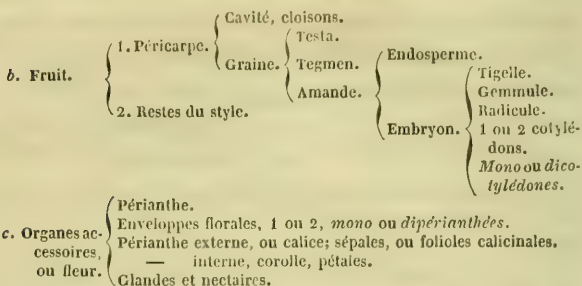 Cavité, cloisons.
1. Péricarpe.
Testa.
Graine.
Tegmen.
Endosperme.
b. Fruit.
Amande.
Tigelle.
Gemmule.
2. Restes du style.
Radicule.
Embryon.
1 ou 2 cotylé-
dons.
Mono ou dico-
tylédones.
Périanthe.
Enveloppes florales, 1 ou 2, mono ou dipérianthées.
c. Organes ac-
cessoires,
ou fleur.
Périanthe externe, ou calice; sépales, ou folioles calicinales.
— interne, corolle, pétales.
Glandes et nectaires.